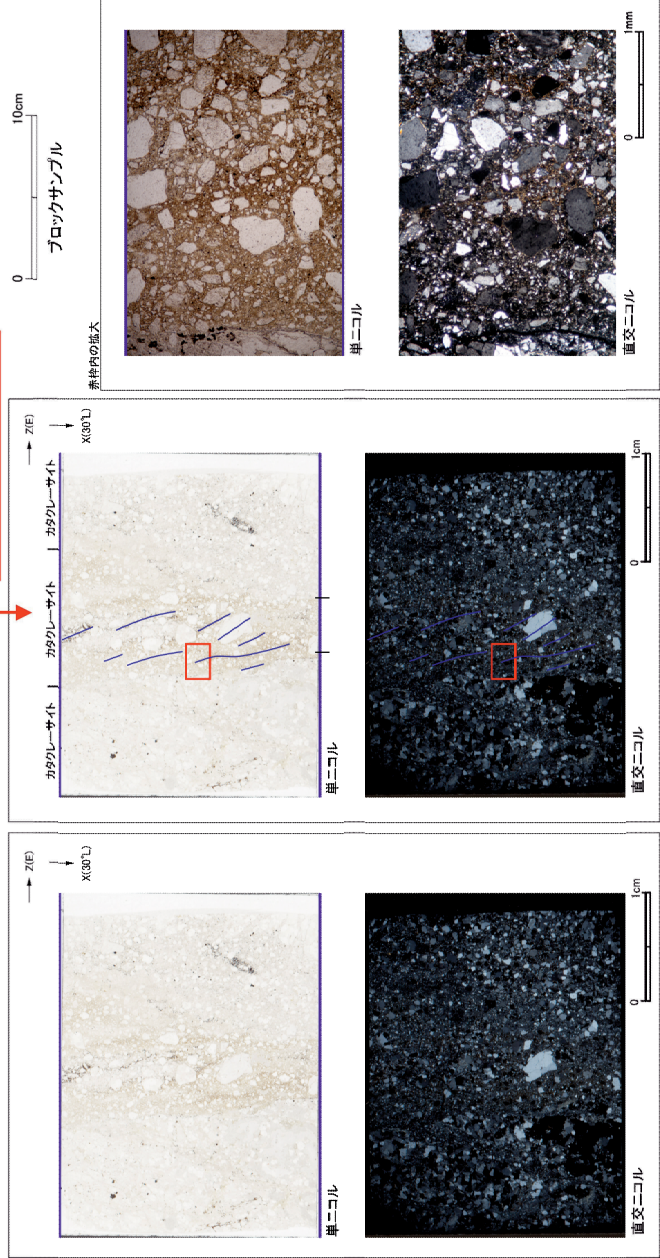 0 10cm
ブロックサンプル
赤枠内の拡大
単ニコル
直交ニコル
0 1mm
Z(E)
X(30°L)
カタクレーサイト カタクレーサイト カタクレーサイト
単ニコル
直交ニコル
0 1cm
Z(E)
X(30°L)
単ニコル
直交ニコル
0 1cm